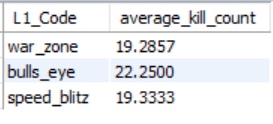 L1_Code average_kill_count
war_zone 19.2857
bulls_eye 22.2500
speed_blitz 19.3333